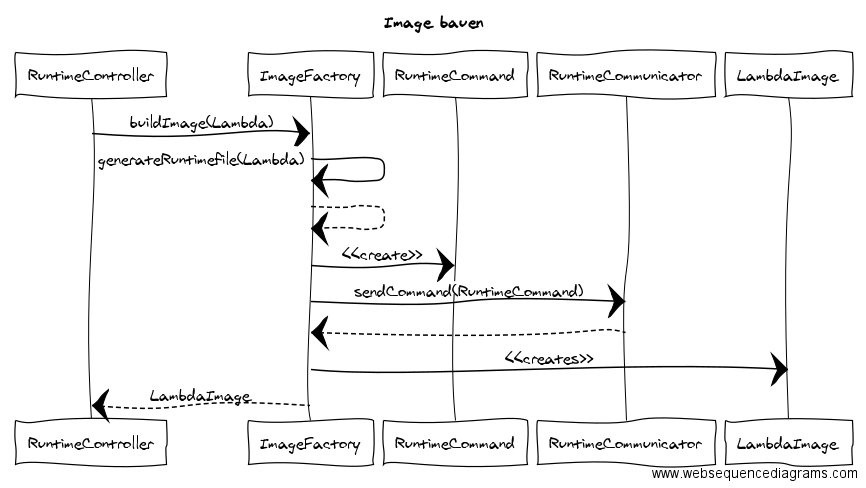 Image bauen
RuntimeController
ImageFactory
RuntimeCommand
RuntimeCommunicator
LambdaImage
buildImage(Lambda)
generateRuntimefile(Lambda)
<<create>>
sendCommand(RuntimeCommand)
<<creates>>
LambdaImage
RuntimeController
ImageFactory
RuntimeCommand
RuntimeCommunicator
LambdaImage
www.websequencediagrams.com